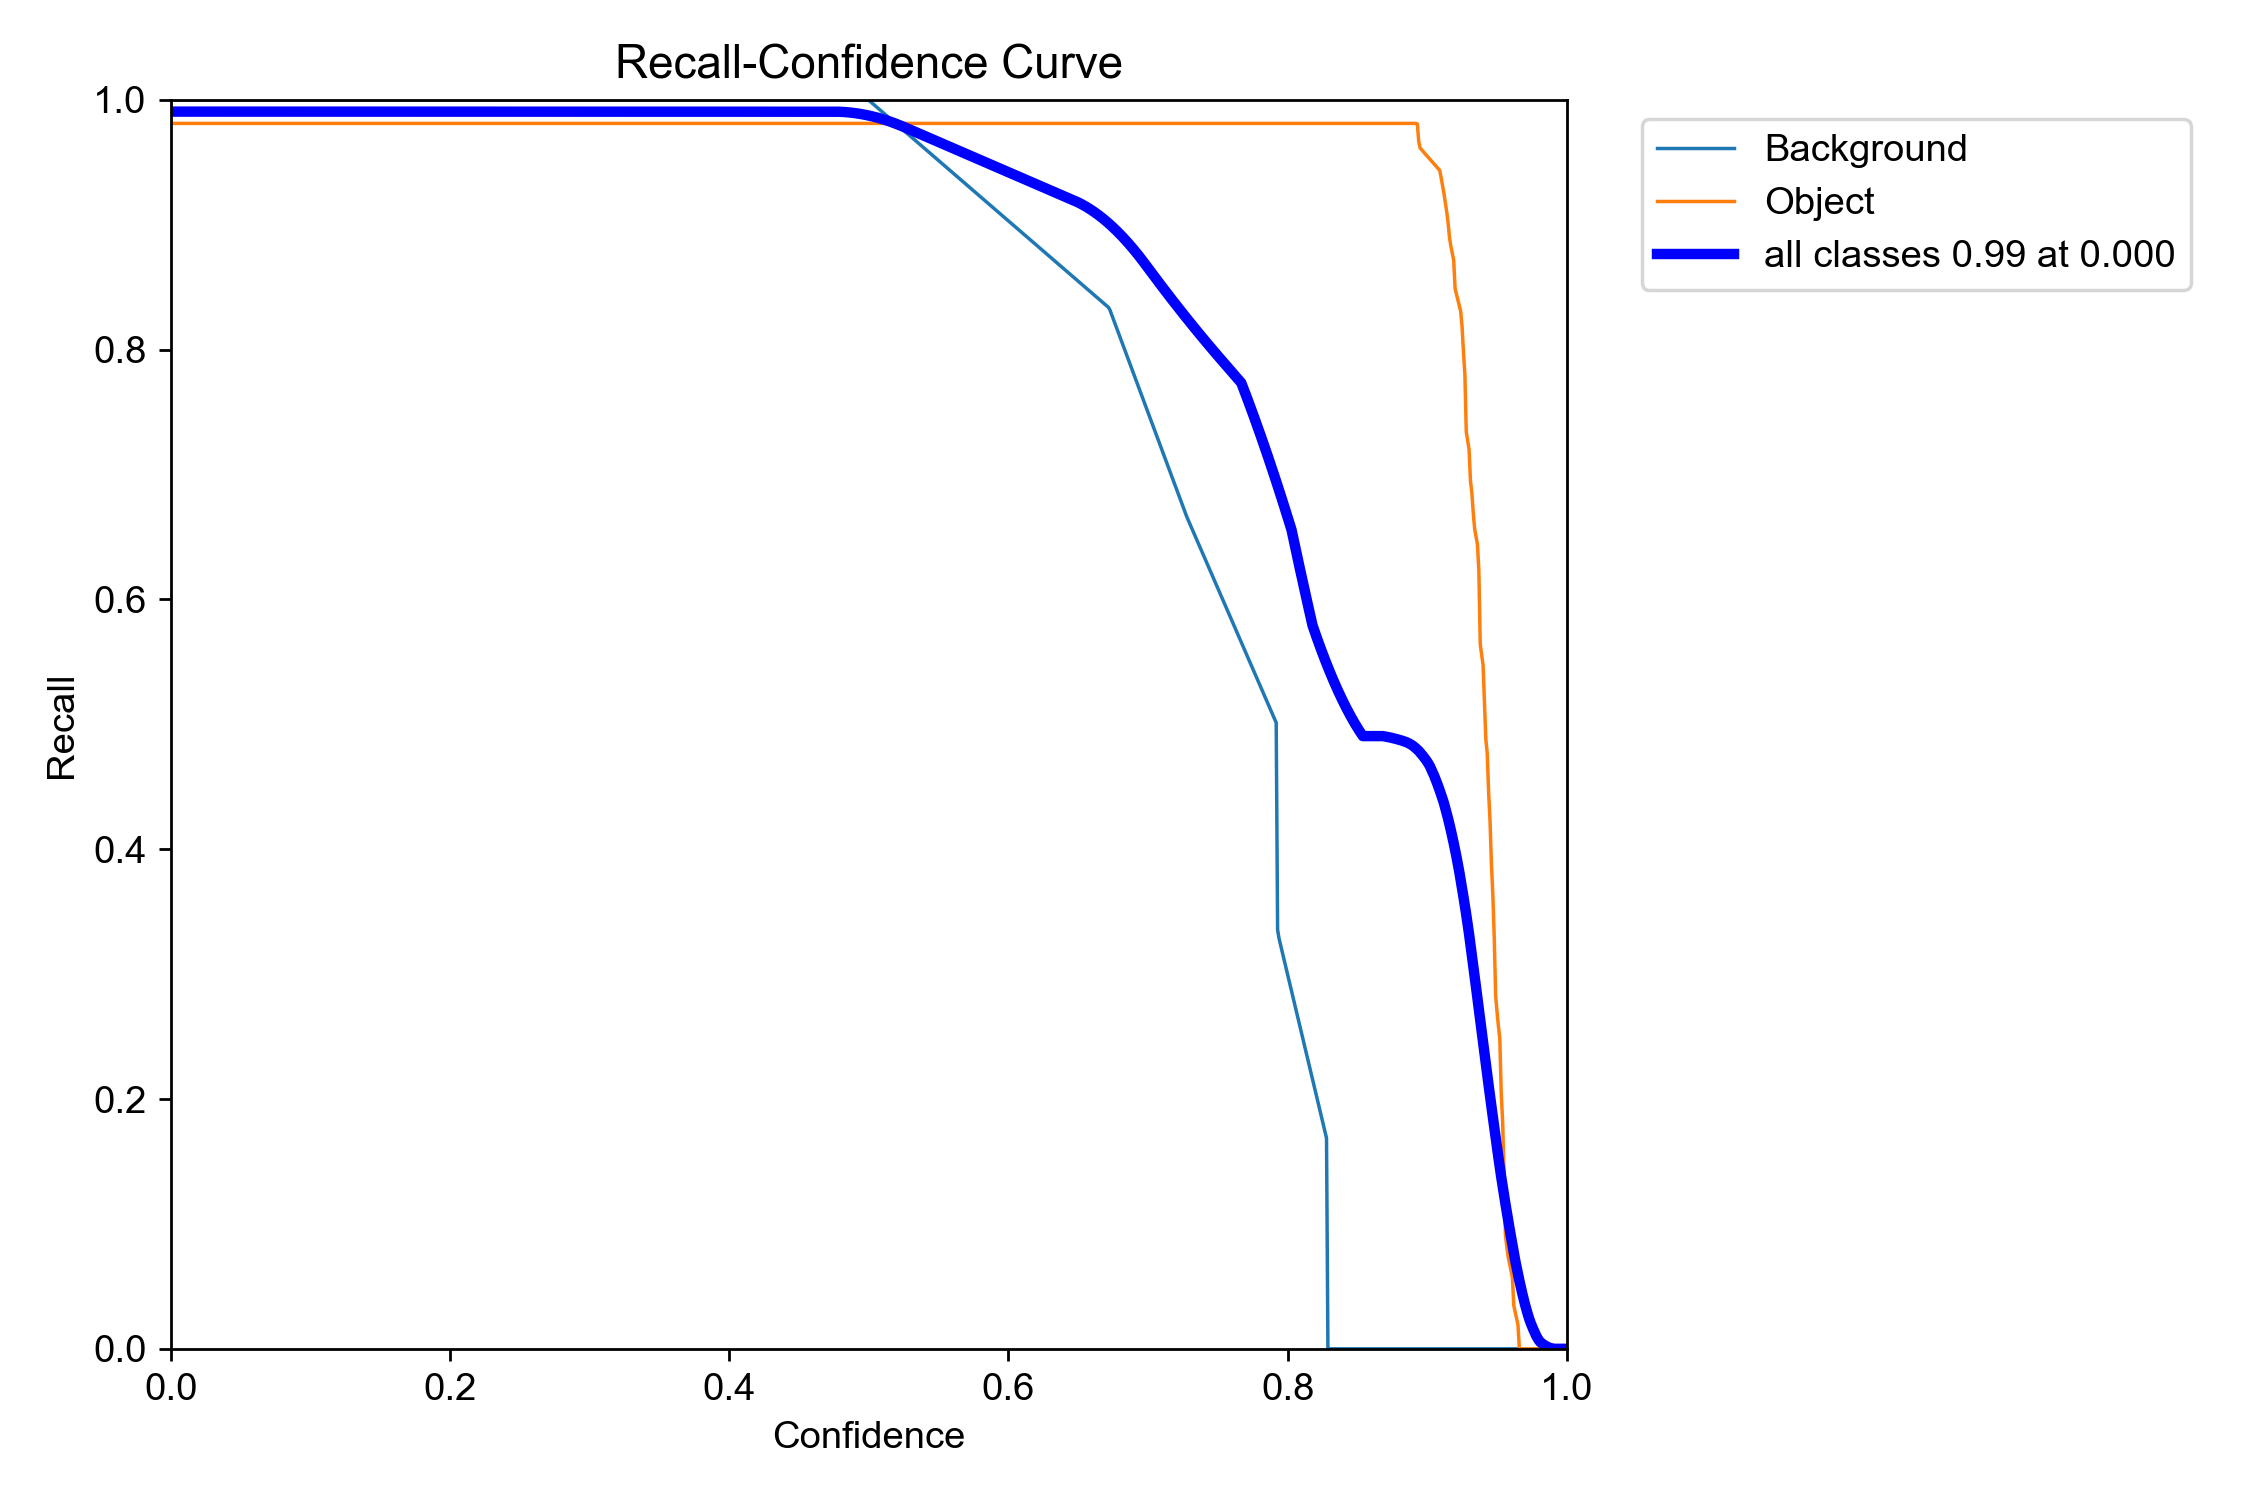 Recall-Confidence Curve
1.0
0.8
0.6
0.4
0.2
0.0
Recall
0.0 0.2 0.4 0.6 0.8 1.0
Confidence
Background
Object
all classes 0.99 at 0.000